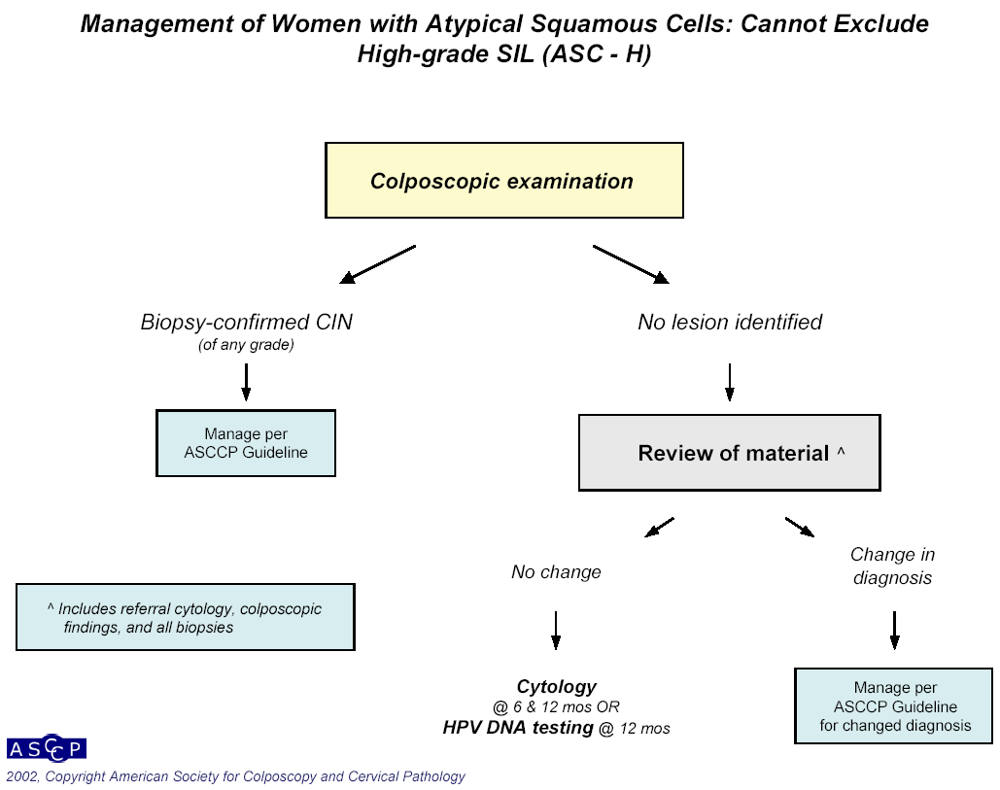 Management of Women with Atypical Squamous Cells: Cannot Exclude
High-grade SIL (ASC - H)
Colposcopic examination
Biopsy-confirmed CIN
(of any grade)
No lesion identified
Manage per
ASCCP Guideline
Review of material ^
No change
Change in
diagnosis
^ Includes referral cytology, colposcopic
findings, and all biopsies
Cytology
@ 6 & 12 mos OR
HPV DNA testing @ 12 mos
Manage per
ASCCP Guideline
for changed diagnosis
ASCCP
2002, Copyright American Society for Colposcopy and Cervical Pathology